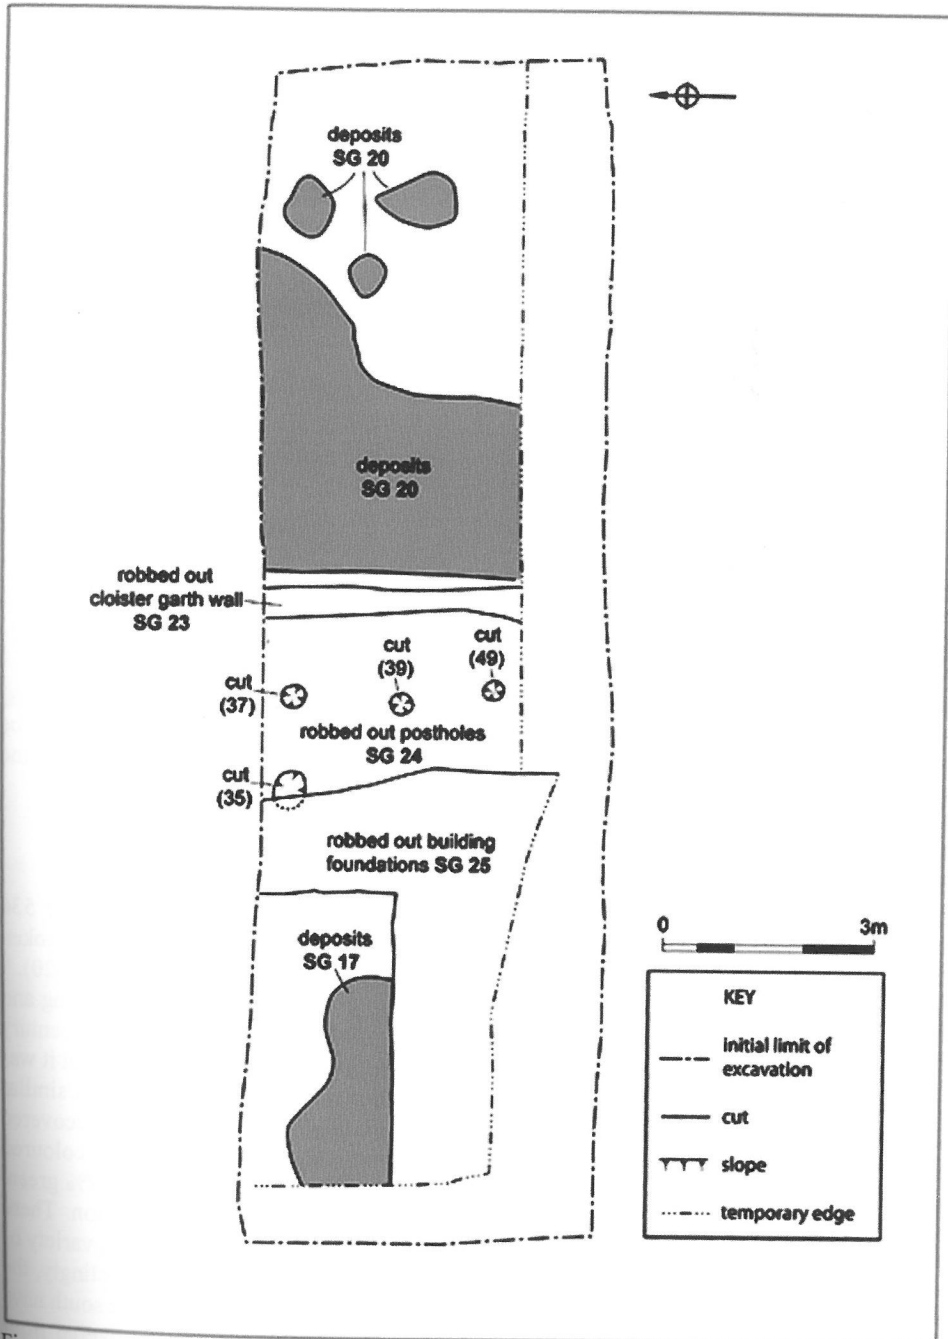 deposits
SG 20
deposits
SG 20
robbed out
cloister garth wall
SG 23
cut
(37)
cut
(39)
cut
(49)
robbed out postholes
SG 24
cut
(35)
robbed out building
foundations SG 25
deposits
SG 17
0 3m
KEY
initial limit of
excavation
cut
slope
temporary edge